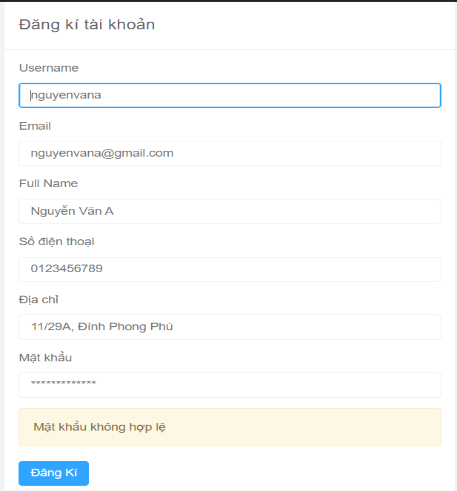 Đăng kí tài khoản
Username
nguyenvana
Email
nguyenvana@gmail.com
Full Name
Nguyễn Văn A
Số điện thoại
0123456789
Địa chỉ
11/29A, Đính Phong Phú
Mật khẩu
*************
Mật khẩu không hợp lệ
Đăng Kí